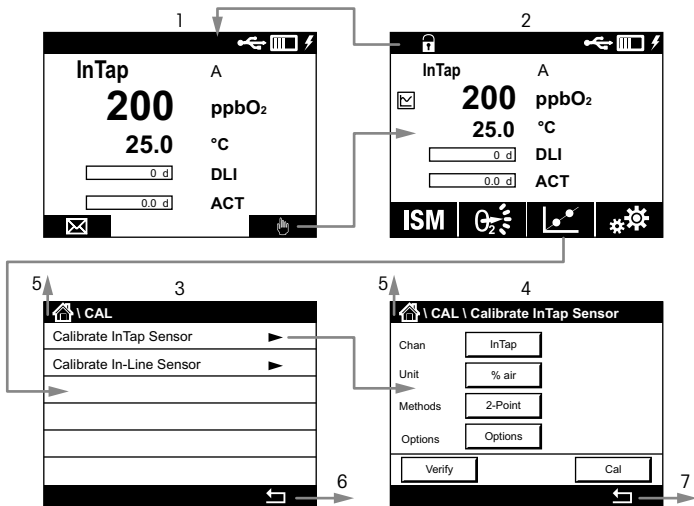 1
InTap A
200 ppbO₂
25.0 °C
0 d DLI
0.0 d ACT
2
InTap A
200 ppbO₂
25.0 °C
0 d DLI
0.0 d ACT
ISM O₂
5 3
\ CAL
Calibrate InTap Sensor
Calibrate In-Line Sensor
6
5 4
\ CAL \ Calibrate InTap Sensor
Chan InTap
Unit % air
Methods 2-Point
Options Options
Verify Cal
7